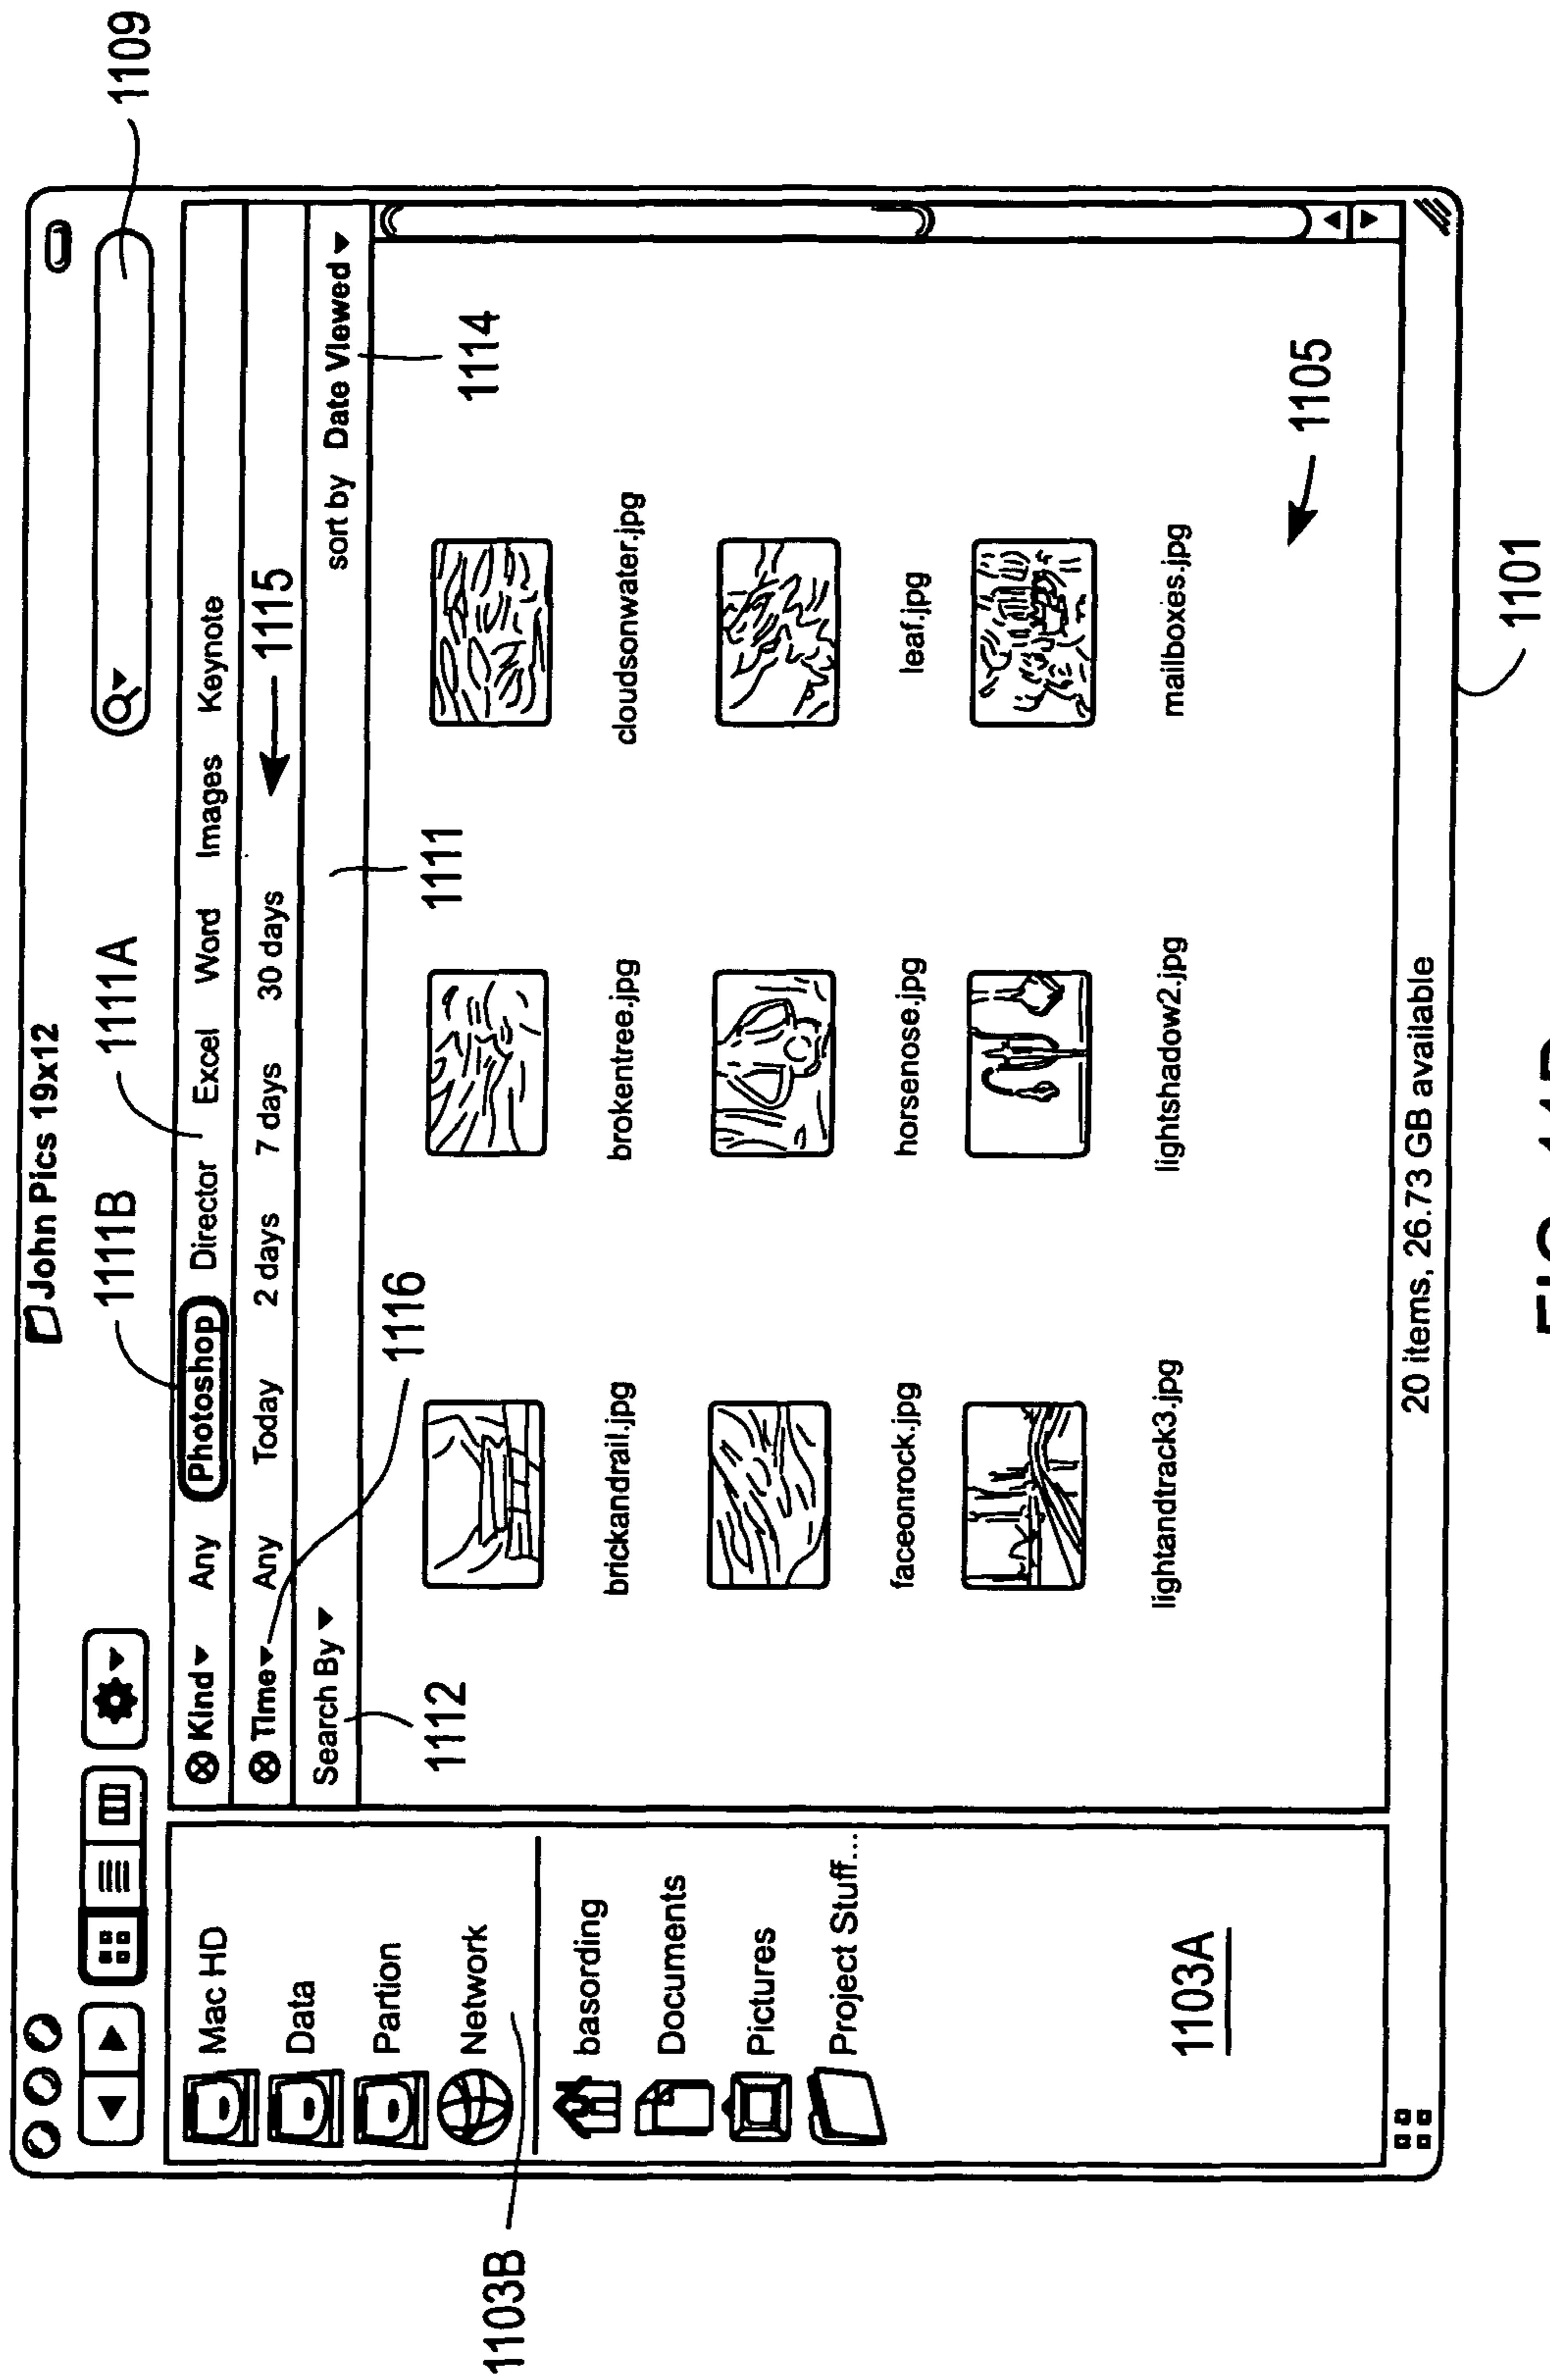 John Pics 19x12
1109
1111B
1111A
Kind Any Photoshop Director Excel Word Images Keynote
Time Any Today 2 days 7 days 30 days
1115
Search By
sort by Date Viewed
1116
1112
1111
1114
Mac HD
Data
Partion
Network
1103B
basording
Documents
Pictures
Project Stuff...
1103A
brickandrail.jpg
brokentree.jpg
cloudsonwater.jpg
faceonrock.jpg
horsenose.jpg
leaf.jpg
lightandtrack3.jpg
lightshadow2.jpg
mailboxes.jpg
1105
20 items, 26.73 GB available
1101